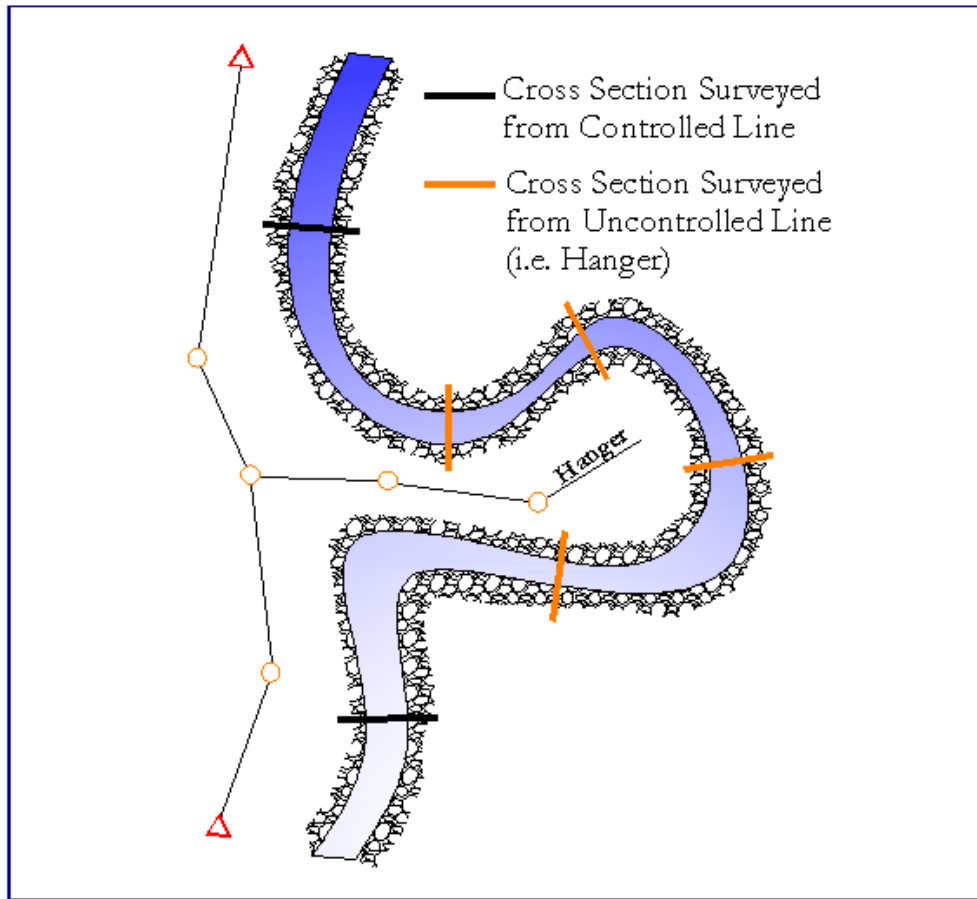 Cross Section Surveyed
from Controlled Line
Cross Section Surveyed
from Uncontrolled Line
(i.e. Hanger)
Hanger